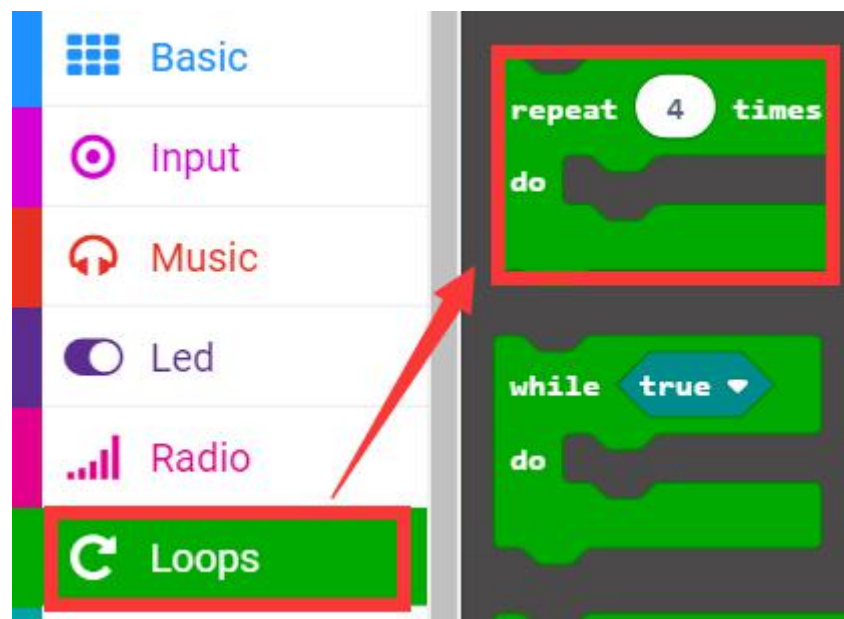 Basic
Input
Music
Led
Radio
Loops
repeat 4 times
do
while true
do